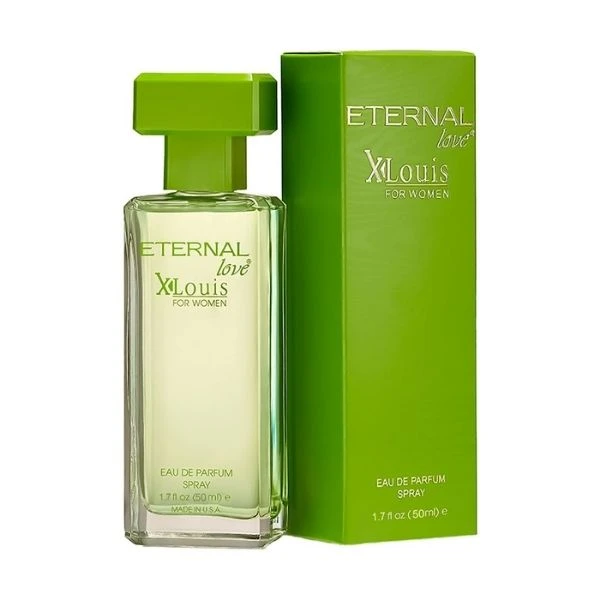 ETERNAL
love®
XLouis
FOR WOMEN
EAU DE PARFUM
SPRAY
1.7 fl oz (50ml) e
MADE IN U.S.A.
ETERNAL
love®
XLouis
FOR WOMEN
EAU DE PARFUM
SPRAY
1.7 fl oz (50ml) e